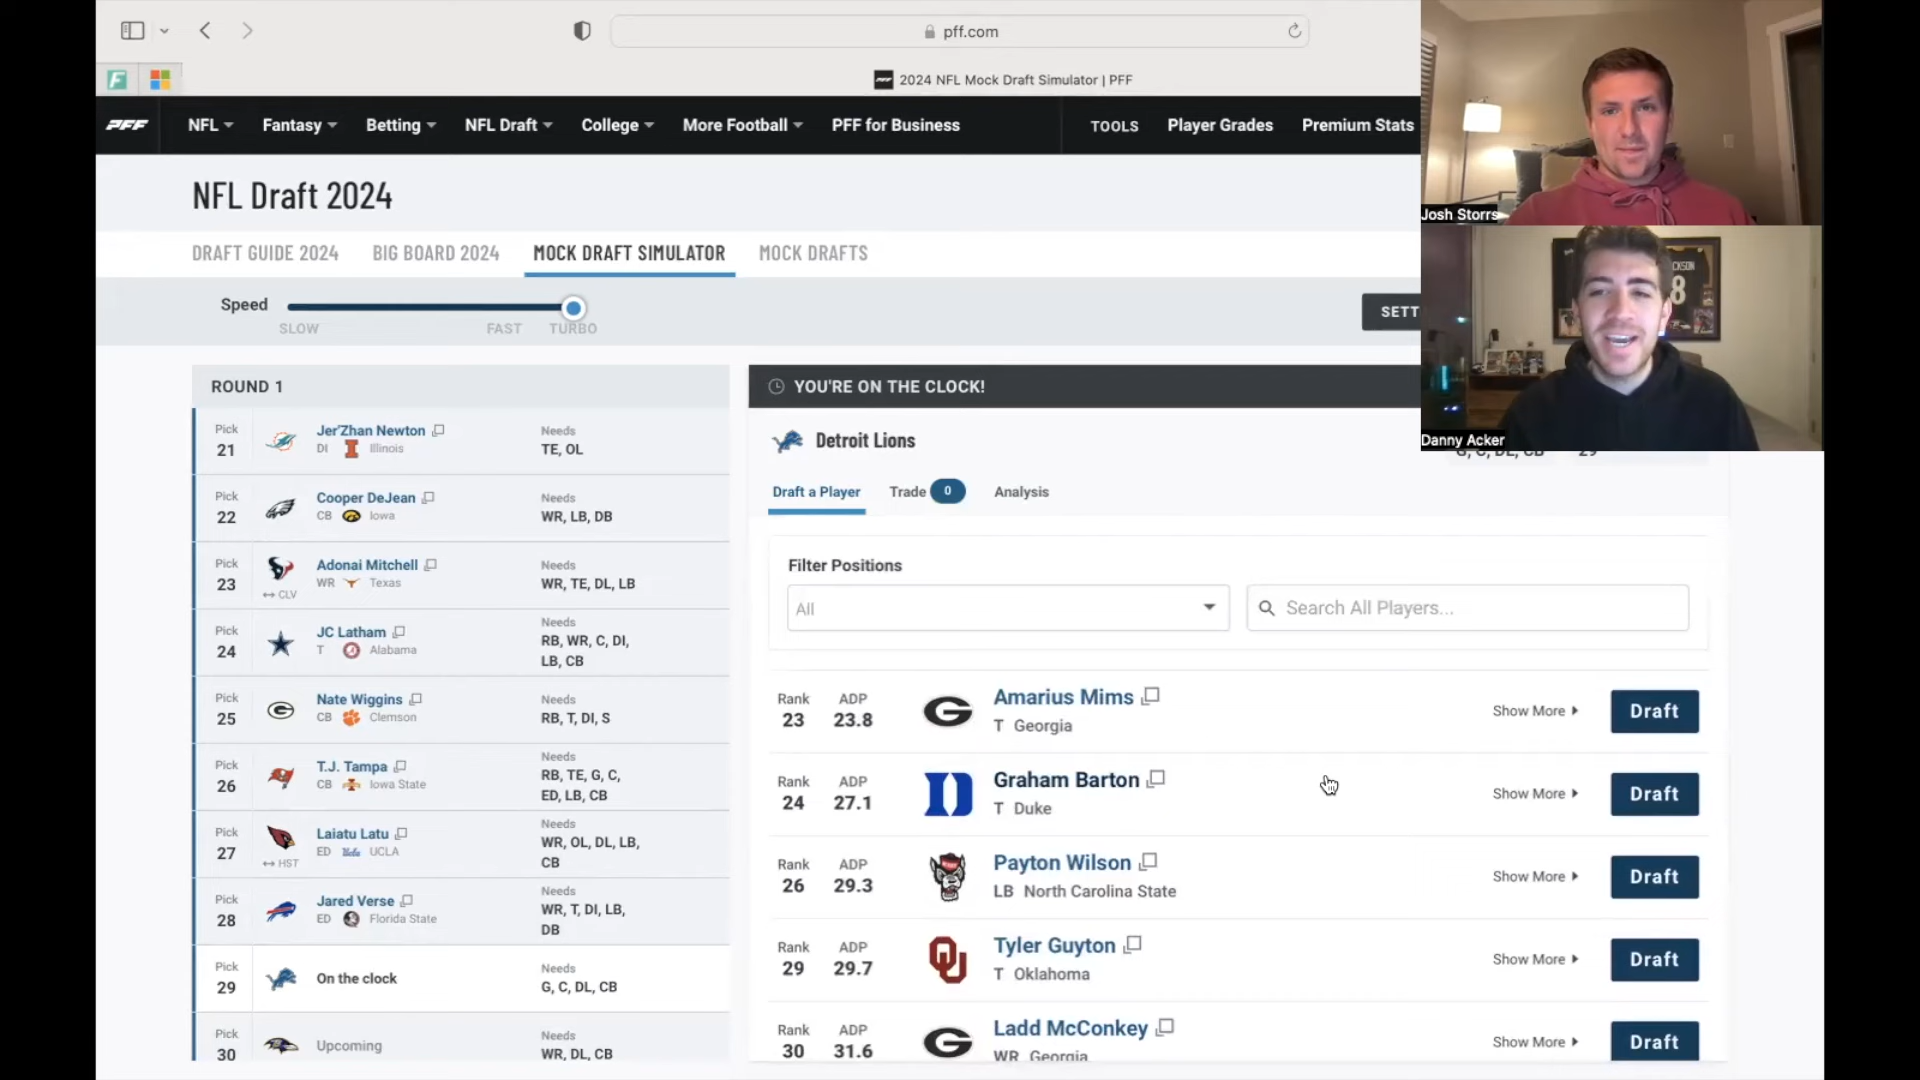 pff.com
2024 NFL Mock Draft Simulator | PFF
PFF
NFL
Fantasy
Betting
NFL Draft
College
More Football
PFF for Business
TOOLS
Player Grades
Premium Stats
NFL Draft 2024
DRAFT GUIDE 2024
BIG BOARD 2024
MOCK DRAFT SIMULATOR
MOCK DRAFTS
Speed
SLOW
FAST
TURBO
SETT
Josh Storrs
Danny Acker
CKSON
8
ROUND 1
Pick
21
Jer'Zhan Newton
DI Illinois
Needs
TE, OL
Pick
22
Cooper DeJean
CB Iowa
Needs
WR, LB, DB
Pick
23
CLV
Adonai Mitchell
WR Texas
Needs
WR, TE, DL, LB
Pick
24
JC Latham
T Alabama
Needs
RB, WR, C, DI,
LB, CB
Pick
25
Nate Wiggins
CB Clemson
Needs
RB, T, DI, S
Pick
26
T.J. Tampa
CB Iowa State
Needs
RB, TE, G, C,
ED, LB, CB
Pick
27
HST
Laiatu Latu
ED UCLA
Needs
WR, OL, DL, LB,
CB
Pick
28
Jared Verse
ED Florida State
Needs
WR, T, DI, LB,
DB
Pick
29
On the clock
Needs
G, C, DL, CB
Pick
30
Upcoming
Needs
WR, DL, CB
YOU'RE ON THE CLOCK!
Detroit Lions
G, C, DL, CB
29
Draft a Player
Trade 0
Analysis
Filter Positions
All
Search All Players...
Rank
23
ADP
23.8
Amarius Mims
T Georgia
Show More
Draft
Rank
24
ADP
27.1
Graham Barton
T Duke
Show More
Draft
Rank
26
ADP
29.3
Payton Wilson
LB North Carolina State
Show More
Draft
Rank
29
ADP
29.7
Tyler Guyton
T Oklahoma
Show More
Draft
Rank
30
ADP
31.6
Ladd McConkey
WR Georgia
Show More
Draft